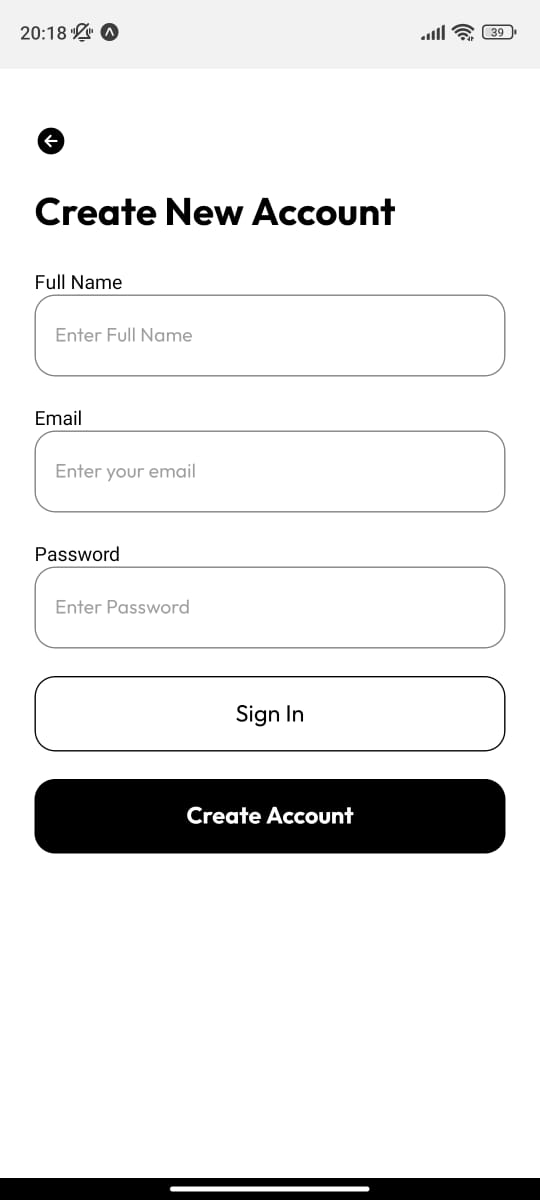 20:18
39
Create New Account
Full Name
Enter Full Name
Email
Enter your email
Password
Enter Password
Sign In
Create Account